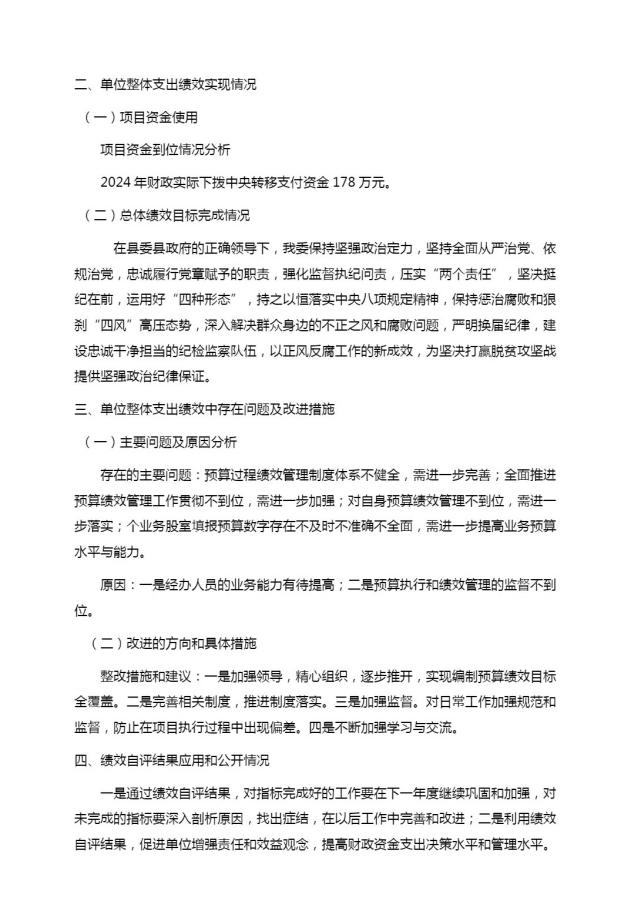 二、单位整体支出绩效实现情况
（一）项目资金使用
项目资金到位情况分析
2024 年财政实际下拨中央转移支付资金 178 万元。
（二）总体绩效目标完成情况
在县委县政府的正确领导下，我委保持坚强政治定力，坚持全面从严治党、依
规治党，忠诚履行党章赋予的职责，强化监督执纪问责，压实“两个责任”，坚决挺
纪在前，运用好“四种形态”，持之以恒落实中央八项规定精神，保持惩治腐败和狠
刹“四风”高压态势，深入解决群众身边的不正之风和腐败问题，严明换届纪律，建
设忠诚干净担当的纪检监察队伍，以正风反腐工作的新成效，为坚决打赢脱贫攻坚战
提供坚强政治纪律保证。
三、单位整体支出绩效中存在问题及改进措施
（一）主要问题及原因分析
存在的主要问题：预算过程绩效管理制度体系不健全，需进一步完善；全面推进
预算绩效管理工作贯彻不到位，需进一步加强；对自身预算绩效管理不到位，需进一
步落实；个业务股室填报预算数字存在不及时不准确不全面，需进一步提高业务预算
水平与能力。
原因：一是经办人员的业务能力有待提高；二是预算执行和绩效管理的监督不到
位。
（二）改进的方向和具体措施
整改措施和建议：一是加强领导，精心组织，逐步推开，实现编制预算绩效目标
全覆盖。二是完善相关制度，推进制度落实。三是加强监督。对日常工作加强规范和
监督，防止在项目执行过程中出现偏差。四是不断加强学习与交流。
四、绩效自评结果应用和公开情况
一是通过绩效自评结果，对指标完成好的工作要在下一年度继续巩固和加强，对
未完成的指标要深入剖析原因，找出症结，在以后工作中完善和改进；二是利用绩效
自评结果，促进单位增强责任和效益观念，提高财政资金支出决策水平和管理水平。